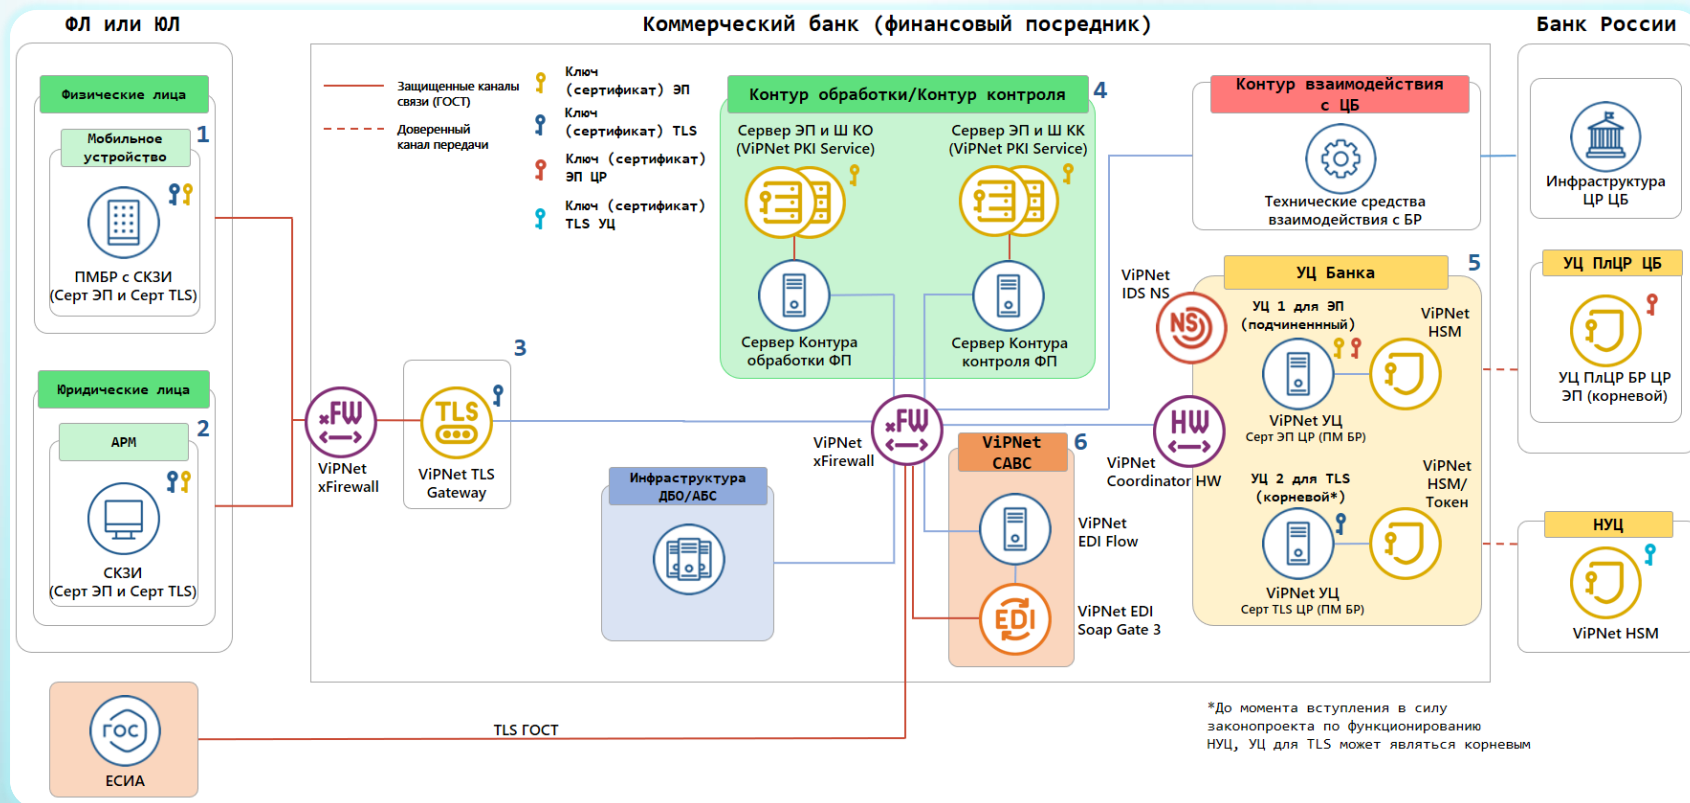 ФЛ или ЮЛ
Коммерческий банк (финансовый посредник)
Банк России
Физические лица
Мобильное
устройство
1
ПМБР с СКЗИ
(Серт ЭП и Серт TLS)
Юридические лица
АРМ
2
СКЗИ
(Серт ЭП и Серт TLS)
ГОС
ЕСИА
TLS ГОСТ
Защищенные каналы
связи (ГОСТ)
Доверенный
канал передачи
Ключ
(сертификат) ЭП
Ключ
(сертификат) TLS
Ключ (сертификат)
ЭП ЦР
Ключ (сертификат)
TLS УЦ
xFW
ViPNet
xFirewall
3
TLS
ViPNet TLS
Gateway
Контур обработки/Контур контроля
4
Сервер ЭП и Ш КО
(ViPNet PKI Service)
Сервер ЭП и Ш КК
(ViPNet PKI Service)
Сервер Контура
обработки ФП
Сервер Контура
контроля ФП
Инфраструктура
ДБО/АБС
xFW
ViPNet
xFirewall
ViPNet
САВС
6
ViPNet
EDI Flow
EDI
ViPNet EDI
Soap Gate 3
Контур взаимодействия
с ЦБ
Технические средства
взаимодействия с БР
ViPNet
IDS NS
NS
HW
ViPNet
Coordinator HW
УЦ Банка
5
УЦ 1 для ЭП
(подчиненнный)
ViPNet
HSM
ViPNet УЦ
Серт ЭП ЦР (ПМ БР)
УЦ 2 для TLS
(корневой*)
ViPNet
HSM/
Токен
ViPNet УЦ
Серт TLS ЦР (ПМ БР)
Инфраструктура
ЦР ЦБ
УЦ ПлЦР ЦБ
УЦ ПлЦР БР ЦР
ЭП (корневой)
НУЦ
ViPNet HSM
*До момента вступления в силу
законопроекта по функционированию
НУЦ, УЦ для TLS может являться корневым